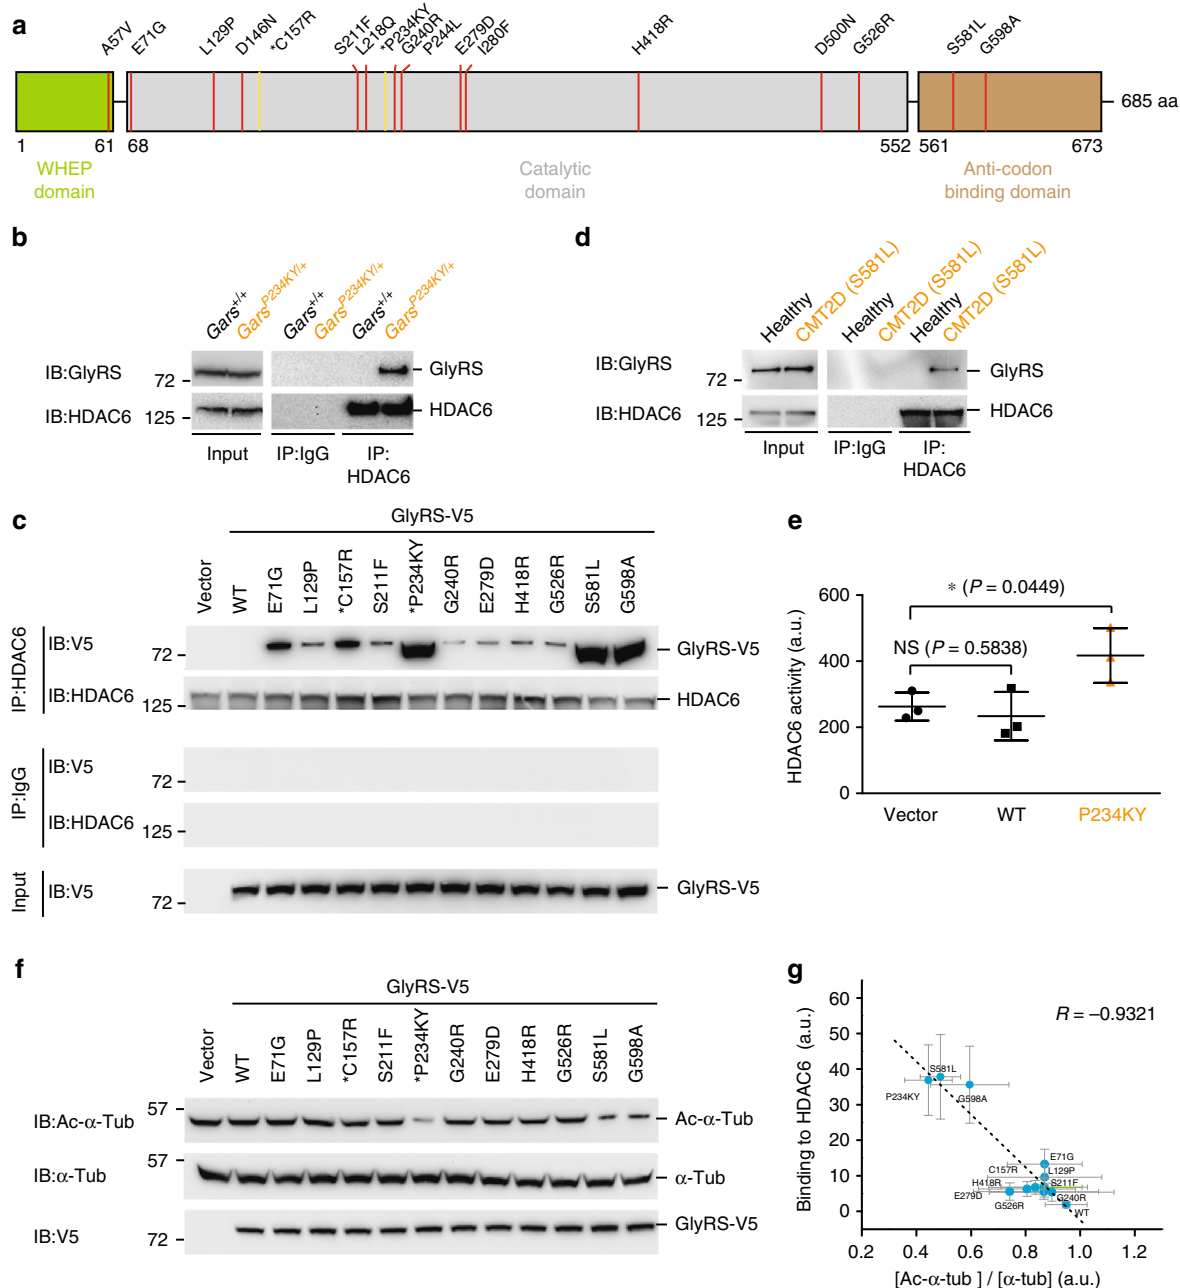 a
A57V E71G L129P D146N *C157R S211F L218Q *P234KY G240R P244L E279D I280F H418R D500N G526R S581L G598A
685 aa
1 61 68 552 561 673
WHEP domain
Catalytic domain
Anti-codon binding domain
b
Gars+/+ GarsP234KY/+ Gars+/+ GarsP234KY/+ Gars+/+ GarsP234KY/+
IB:GlyRS 72 GlyRS
IB:HDAC6 125 HDAC6
Input IP:IgG IP: HDAC6
d
Healthy CMT2D (S581L) Healthy CMT2D (S581L) Healthy CMT2D (S581L)
IB:GlyRS 72 GlyRS
IB:HDAC6 125 HDAC6
Input IP:IgG IP: HDAC6
c
GlyRS-V5
Vector WT E71G L129P *C157R S211F *P234KY G240R E279D H418R G526R S581L G598A
IP:HDAC6
IB:V5 72 GlyRS-V5
IB:HDAC6 125 HDAC6
IP:IgG
IB:V5 72
IB:HDAC6 125
Input
IB:V5 72 GlyRS-V5
e
* (P = 0.0449)
NS (P = 0.5838)
HDAC6 activity (a.u.)
600
400
200
0
Vector WT P234KY
f
GlyRS-V5
Vector WT E71G L129P *C157R S211F *P234KY G240R E279D H418R G526R S581L G598A
IB:Ac-α-Tub 57 Ac-α-Tub
IB:α-Tub 57 α-Tub
IB:V5 72 GlyRS-V5
g
R = –0.9321
Binding to HDAC6 (a.u.)
60
50
40
30
20
10
0
S581L
P234KY
G598A
E71G
C157R
L129P
H418R
S211F
E279D
G526R
G240R
WT
0.2 0.4 0.6 0.8 1.0 1.2
[Ac-α-tub ] / [α-tub] (a.u.)